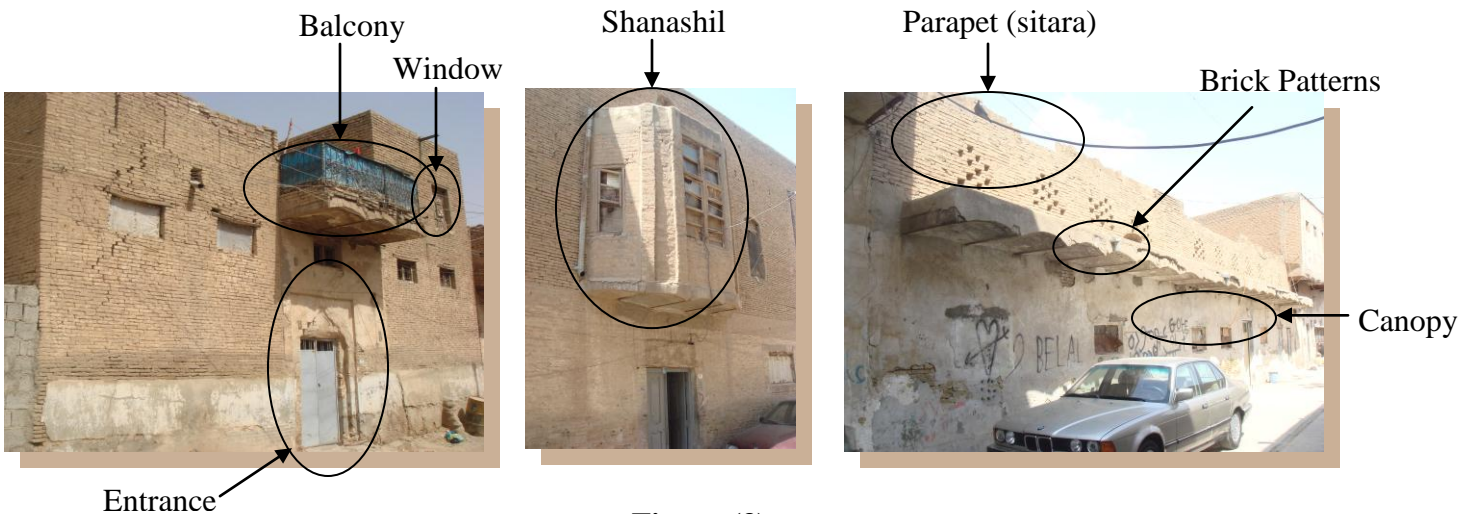 Balcony
Shanashil
Parapet (sitara)
Window
Brick Patterns
BELAL
Canopy
Entrance